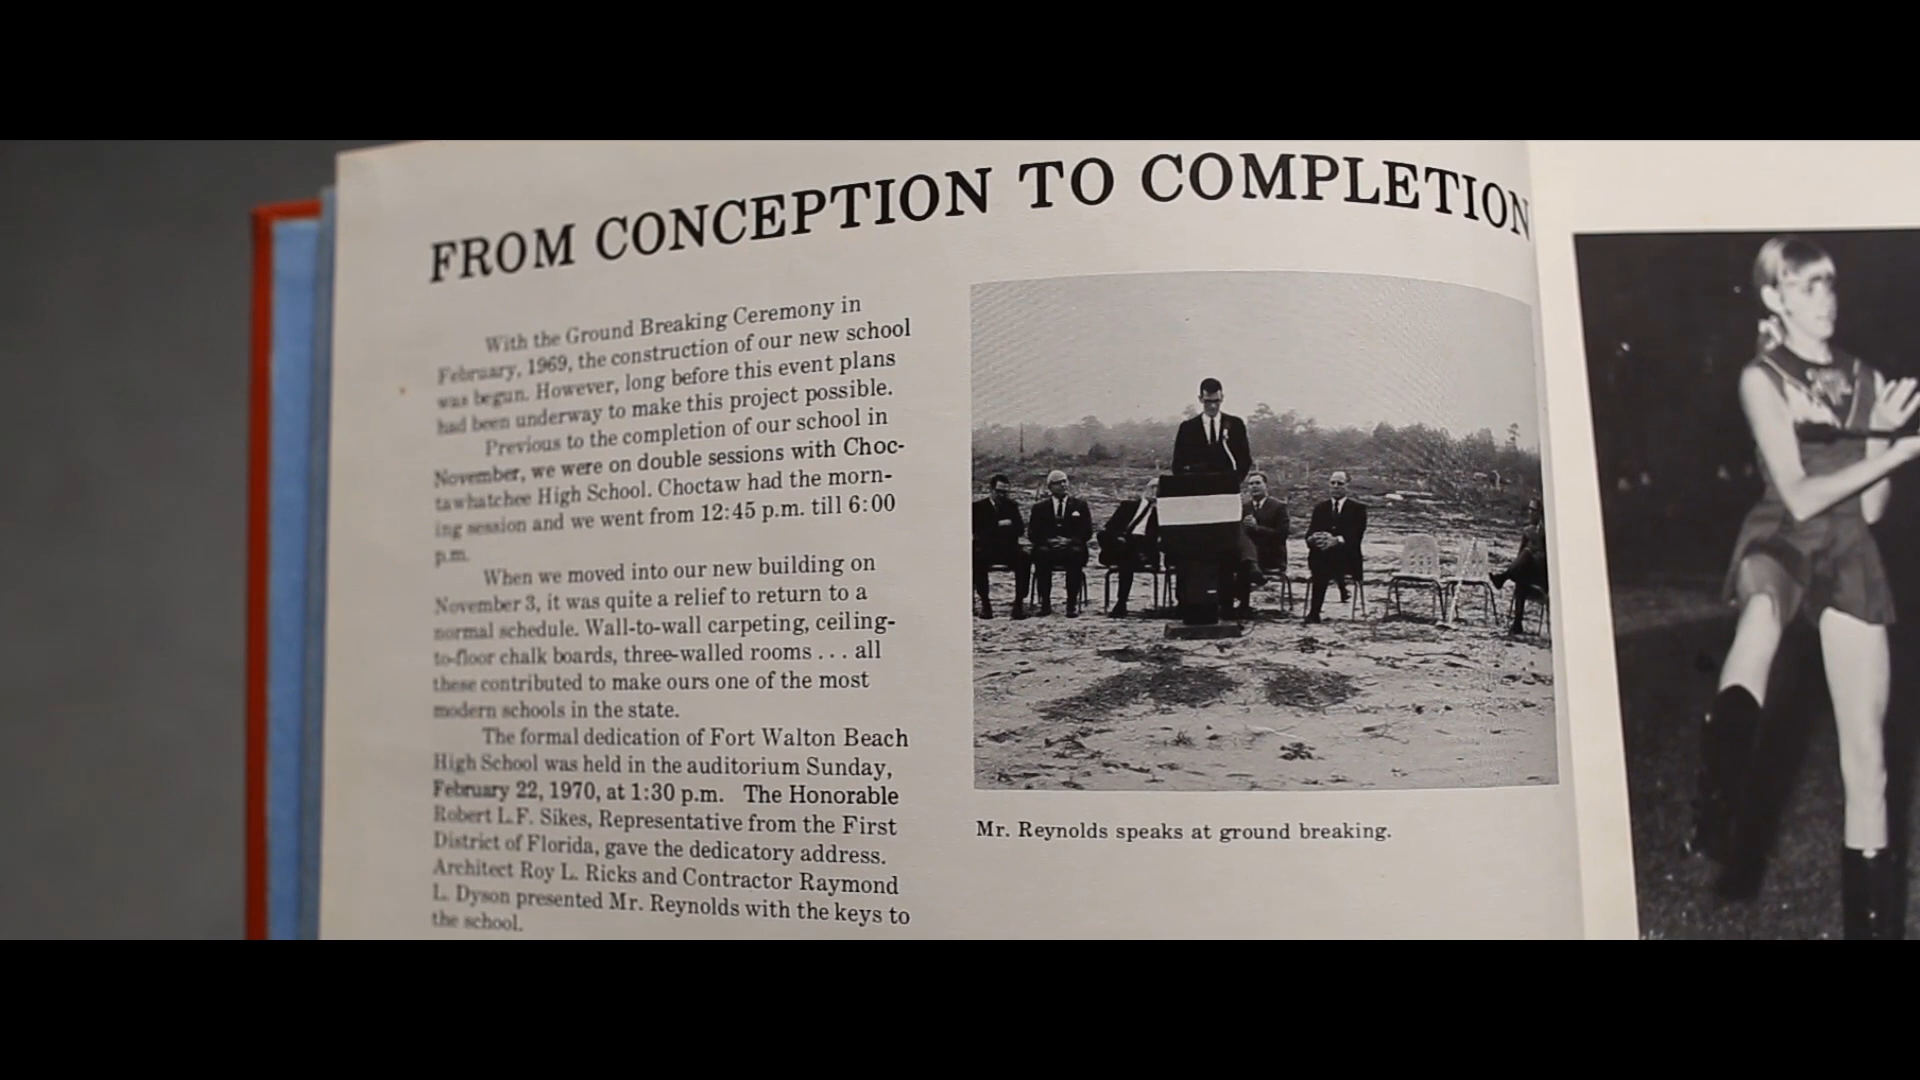 FROM CONCEPTION TO COMPLETION
With the Ground Breaking Ceremony in
February, 1969, the construction of our new school
was begun. However, long before this event plans
had been underway to make this project possible.
Previous to the completion of our school in
November, we were on double sessions with Choc-
tawhatchee High School. Choctaw had the morn-
ing session and we went from 12:45 p.m. till 6:00
p.m.
When we moved into our new building on
November 3, it was quite a relief to return to a
normal schedule. Wall-to-wall carpeting, ceiling-
to-floor chalk boards, three-walled rooms . . . all
these contributed to make ours one of the most
modern schools in the state.
The formal dedication of Fort Walton Beach
High School was held in the auditorium Sunday,
February 22, 1970, at 1:30 p.m. The Honorable
Robert L.F. Sikes, Representative from the First
District of Florida, gave the dedicatory address.
Architect Roy L. Ricks and Contractor Raymond
L. Dyson presented Mr. Reynolds with the keys to
the school.
Mr. Reynolds speaks at ground breaking.